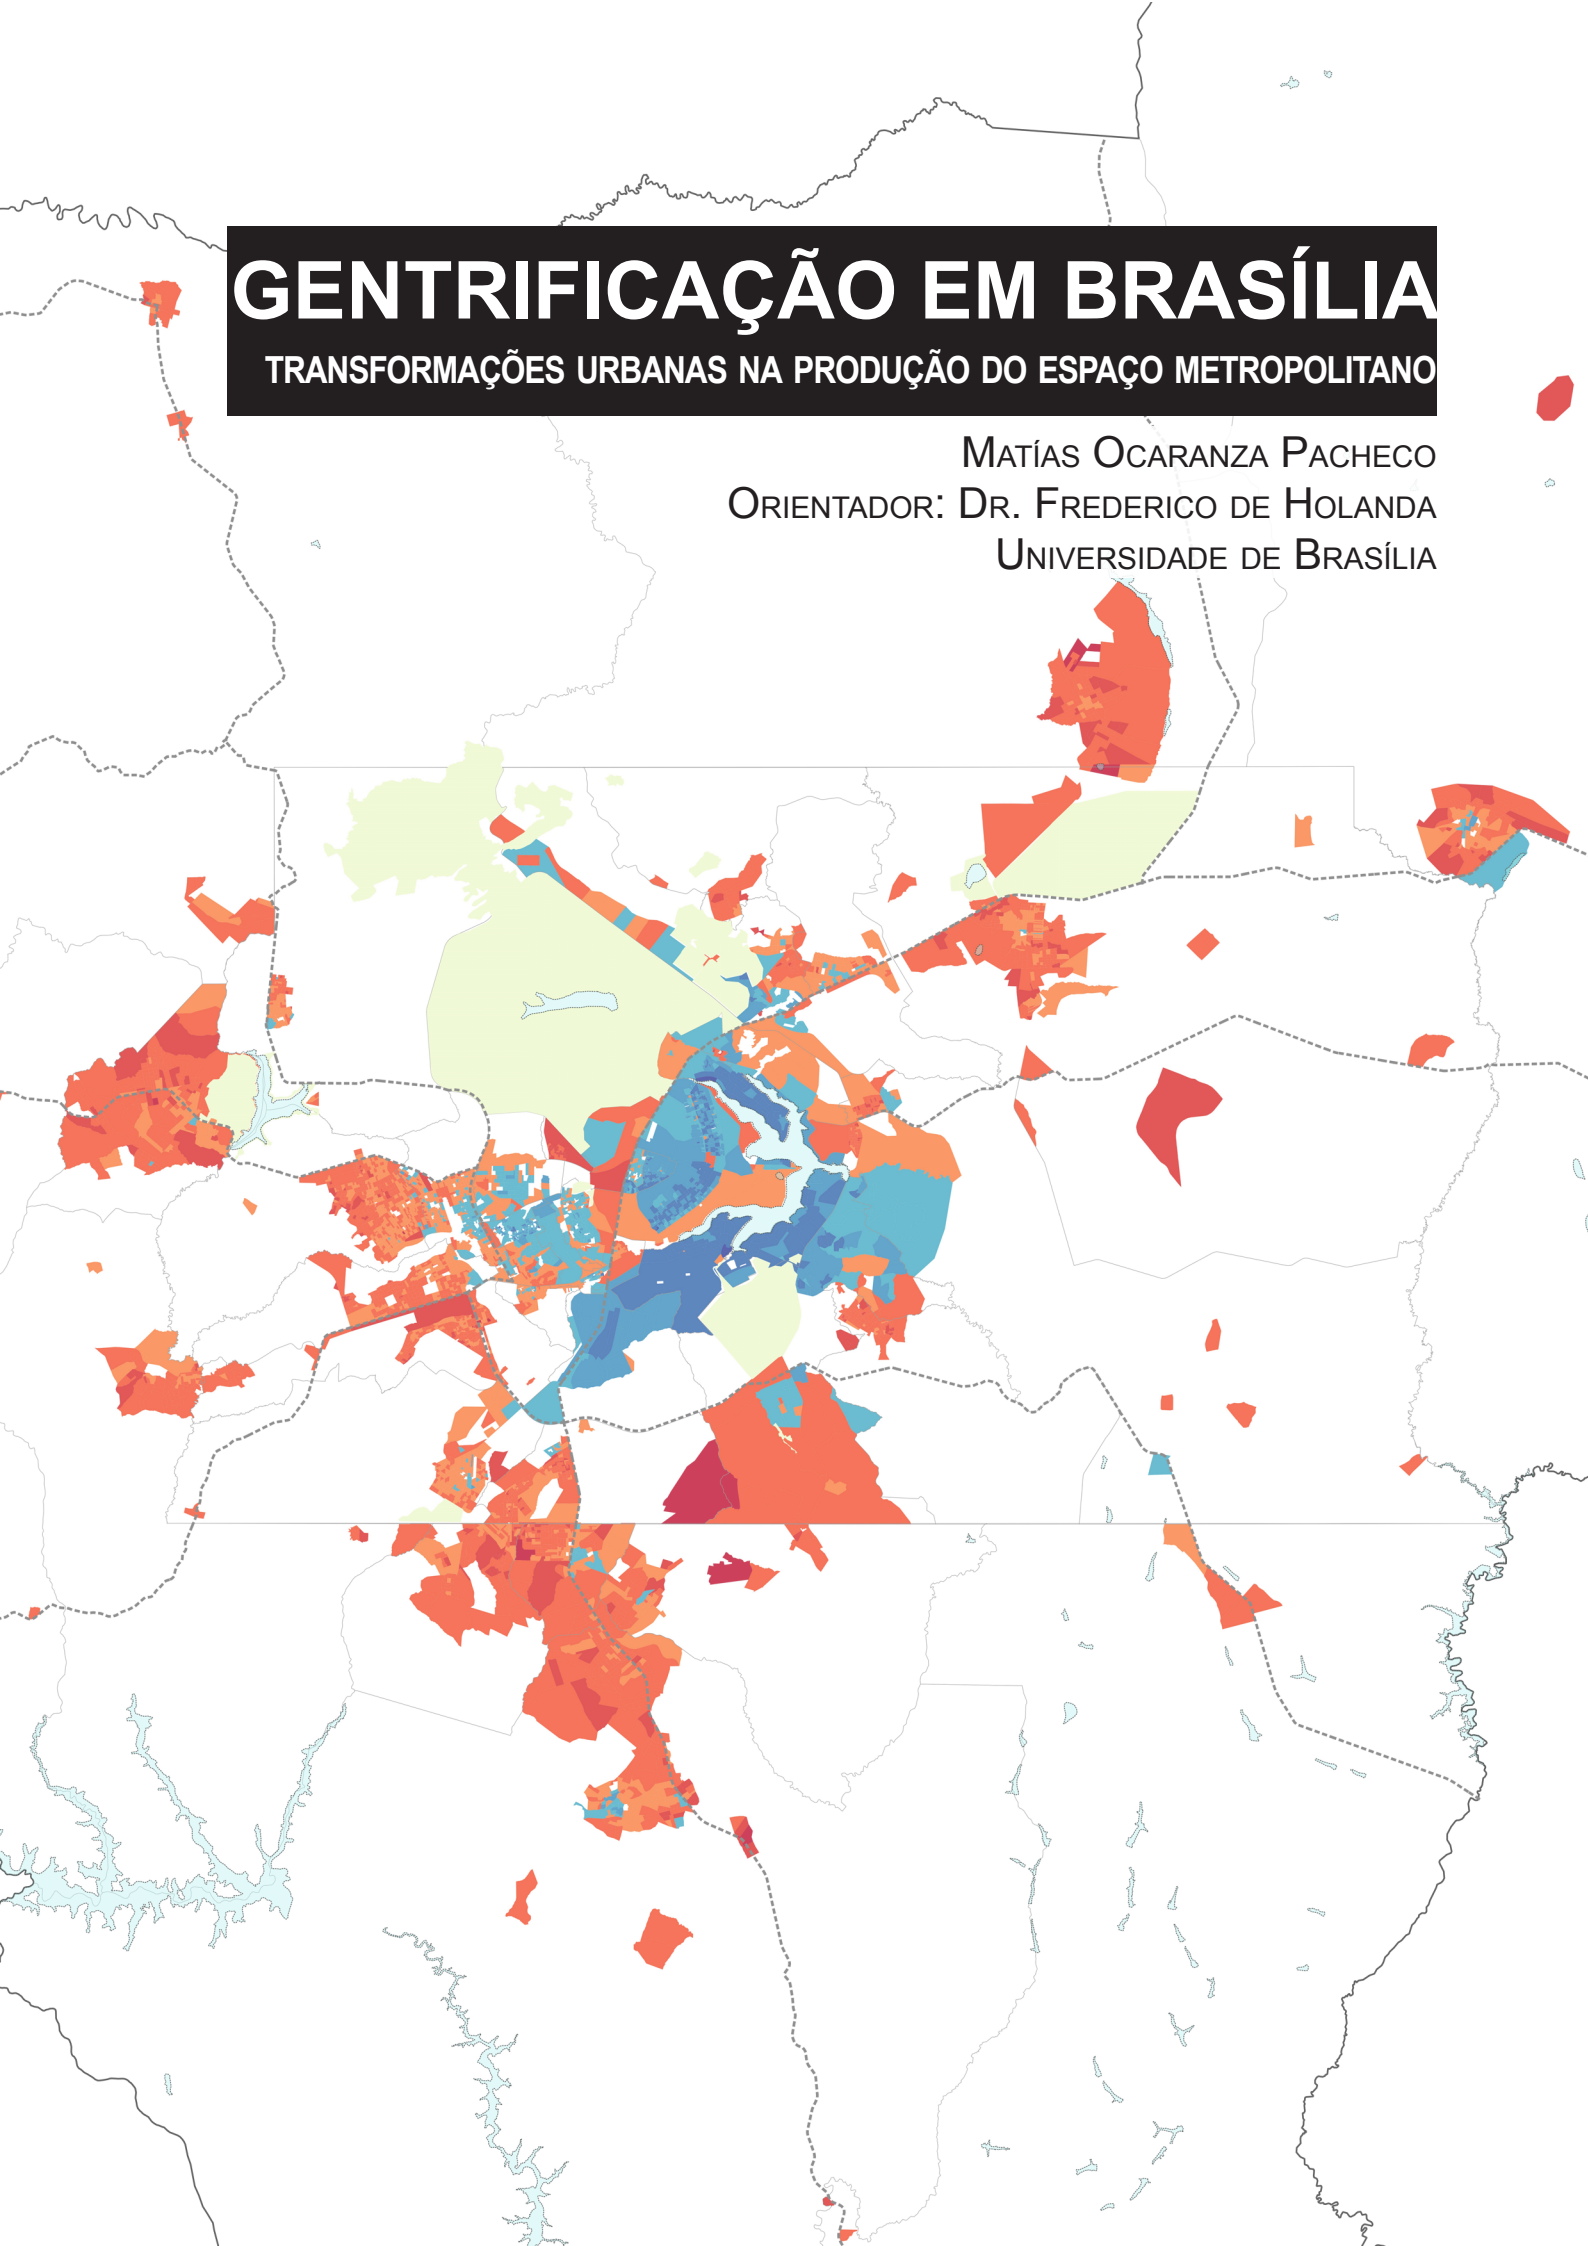 GENTRIFICAÇÃO EM BRASÍLIA
TRANSFORMAÇÕES URBANAS NA PRODUÇÃO DO ESPAÇO METROPOLITANO
Matías Ocaranza Pacheco
Orientador: Dr. Frederico de Holanda
Universidade de Brasília